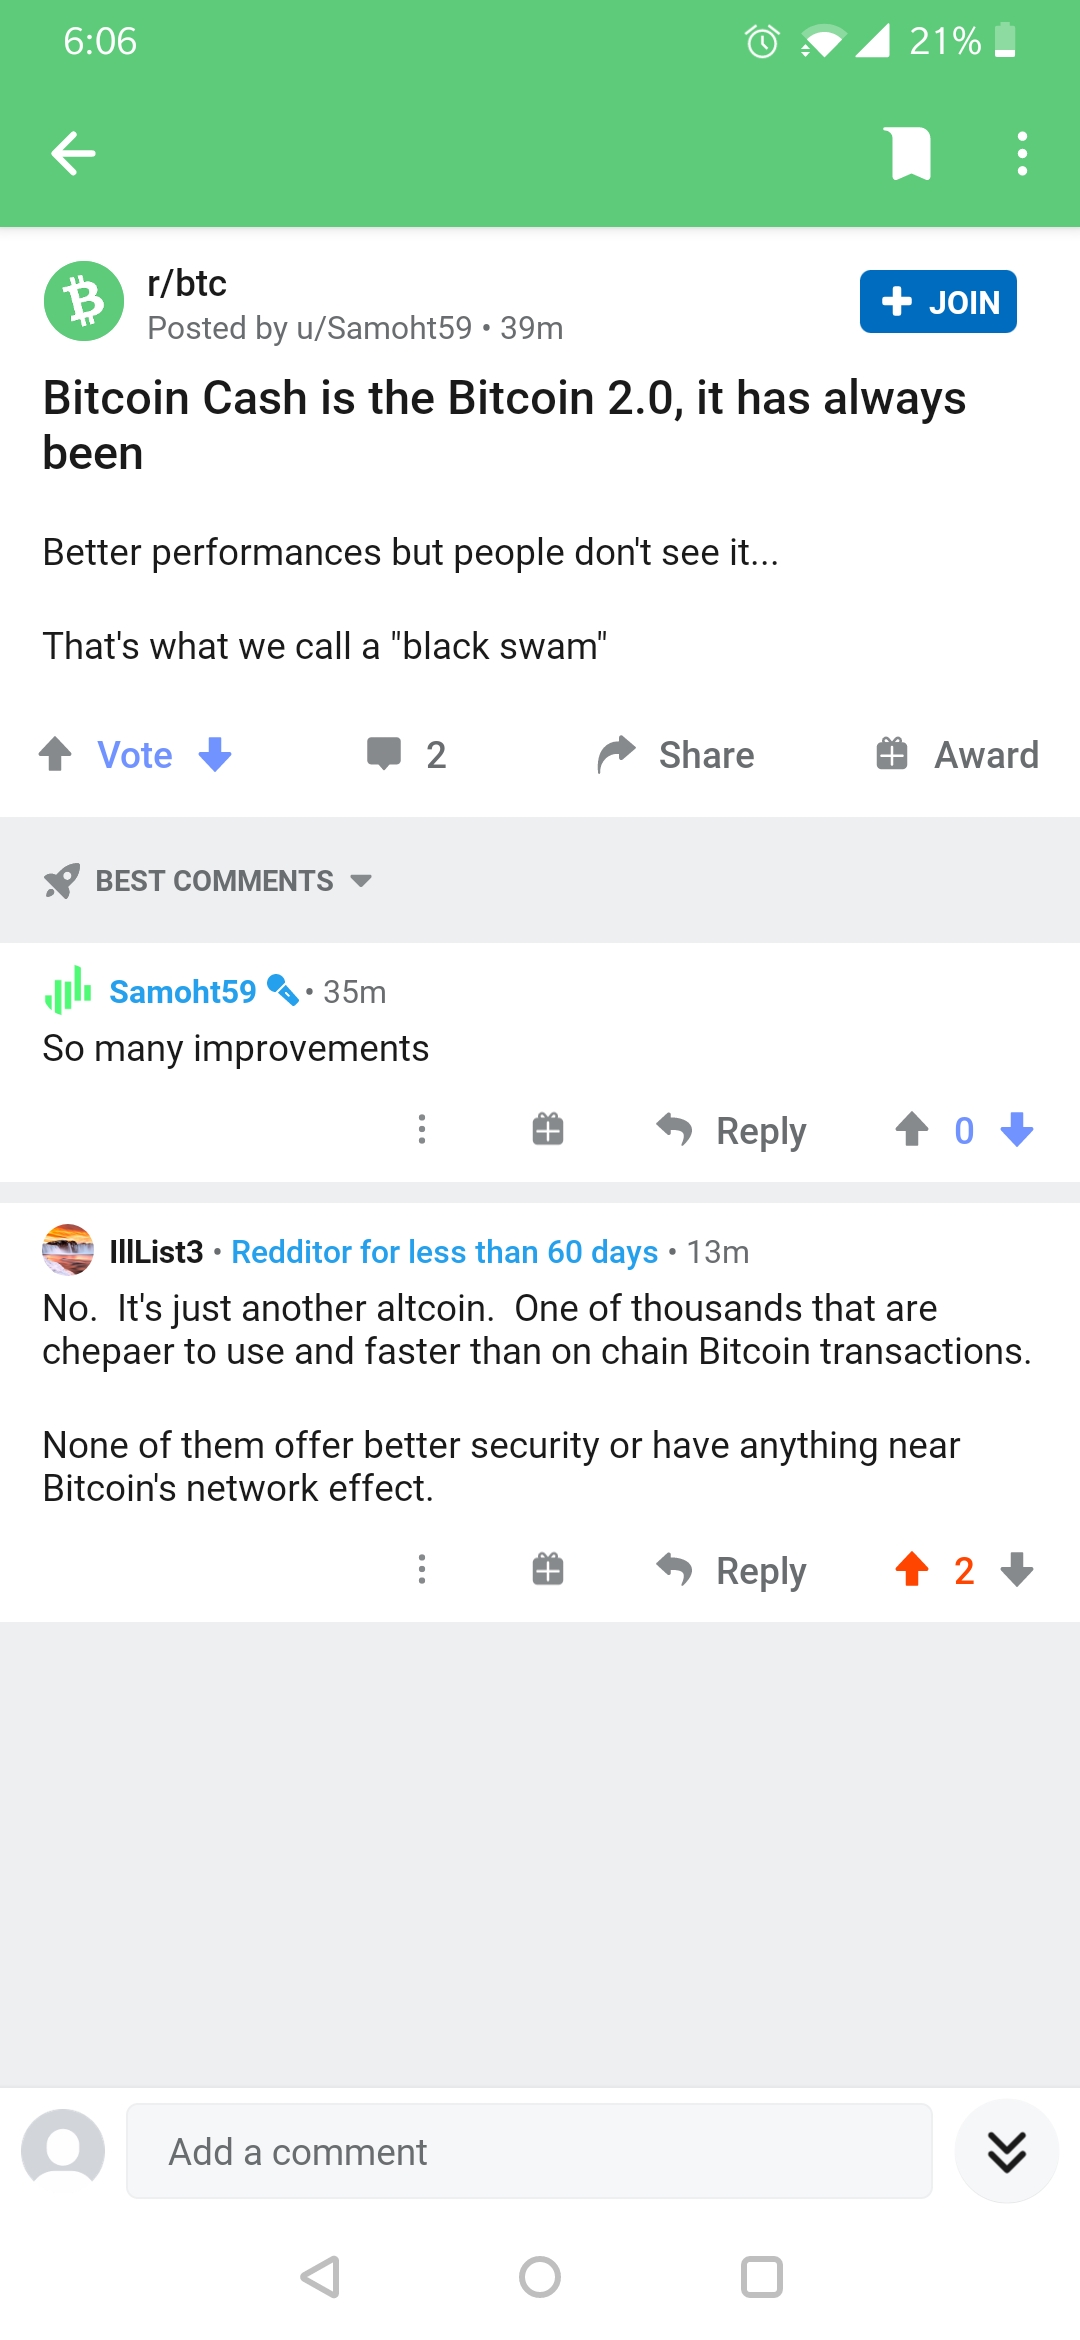 6:06
21%
r/btc
Posted by u/Samoht59 • 39m
+ JOIN
Bitcoin Cash is the Bitcoin 2.0, it has always
been
Better performances but people don't see it...
That's what we call a "black swam"
Vote
2
Share
Award
BEST COMMENTS
Samoht59 • 35m
So many improvements
Reply
0
IllList3 • Redditor for less than 60 days • 13m
No.  It's just another altcoin.  One of thousands that are
chepaer to use and faster than on chain Bitcoin transactions.
None of them offer better security or have anything near
Bitcoin's network effect.
Reply
2
Add a comment